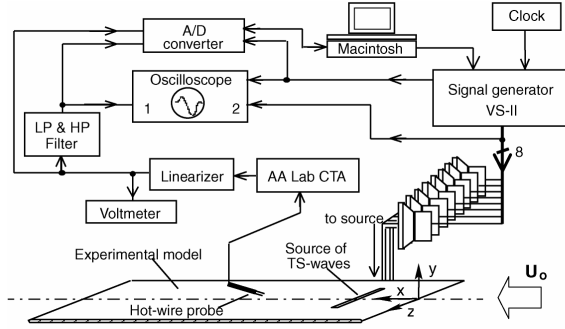 A/D
converter
Macintosh
Clock
Oscilloscope
1 2
Signal generator
VS-II
LP & HP
Filter
8
Linearizer
AA Lab CTA
Voltmeter
to source
Experimental model
Source of
TS-waves
Hot-wire probe
y
x
z
Uo